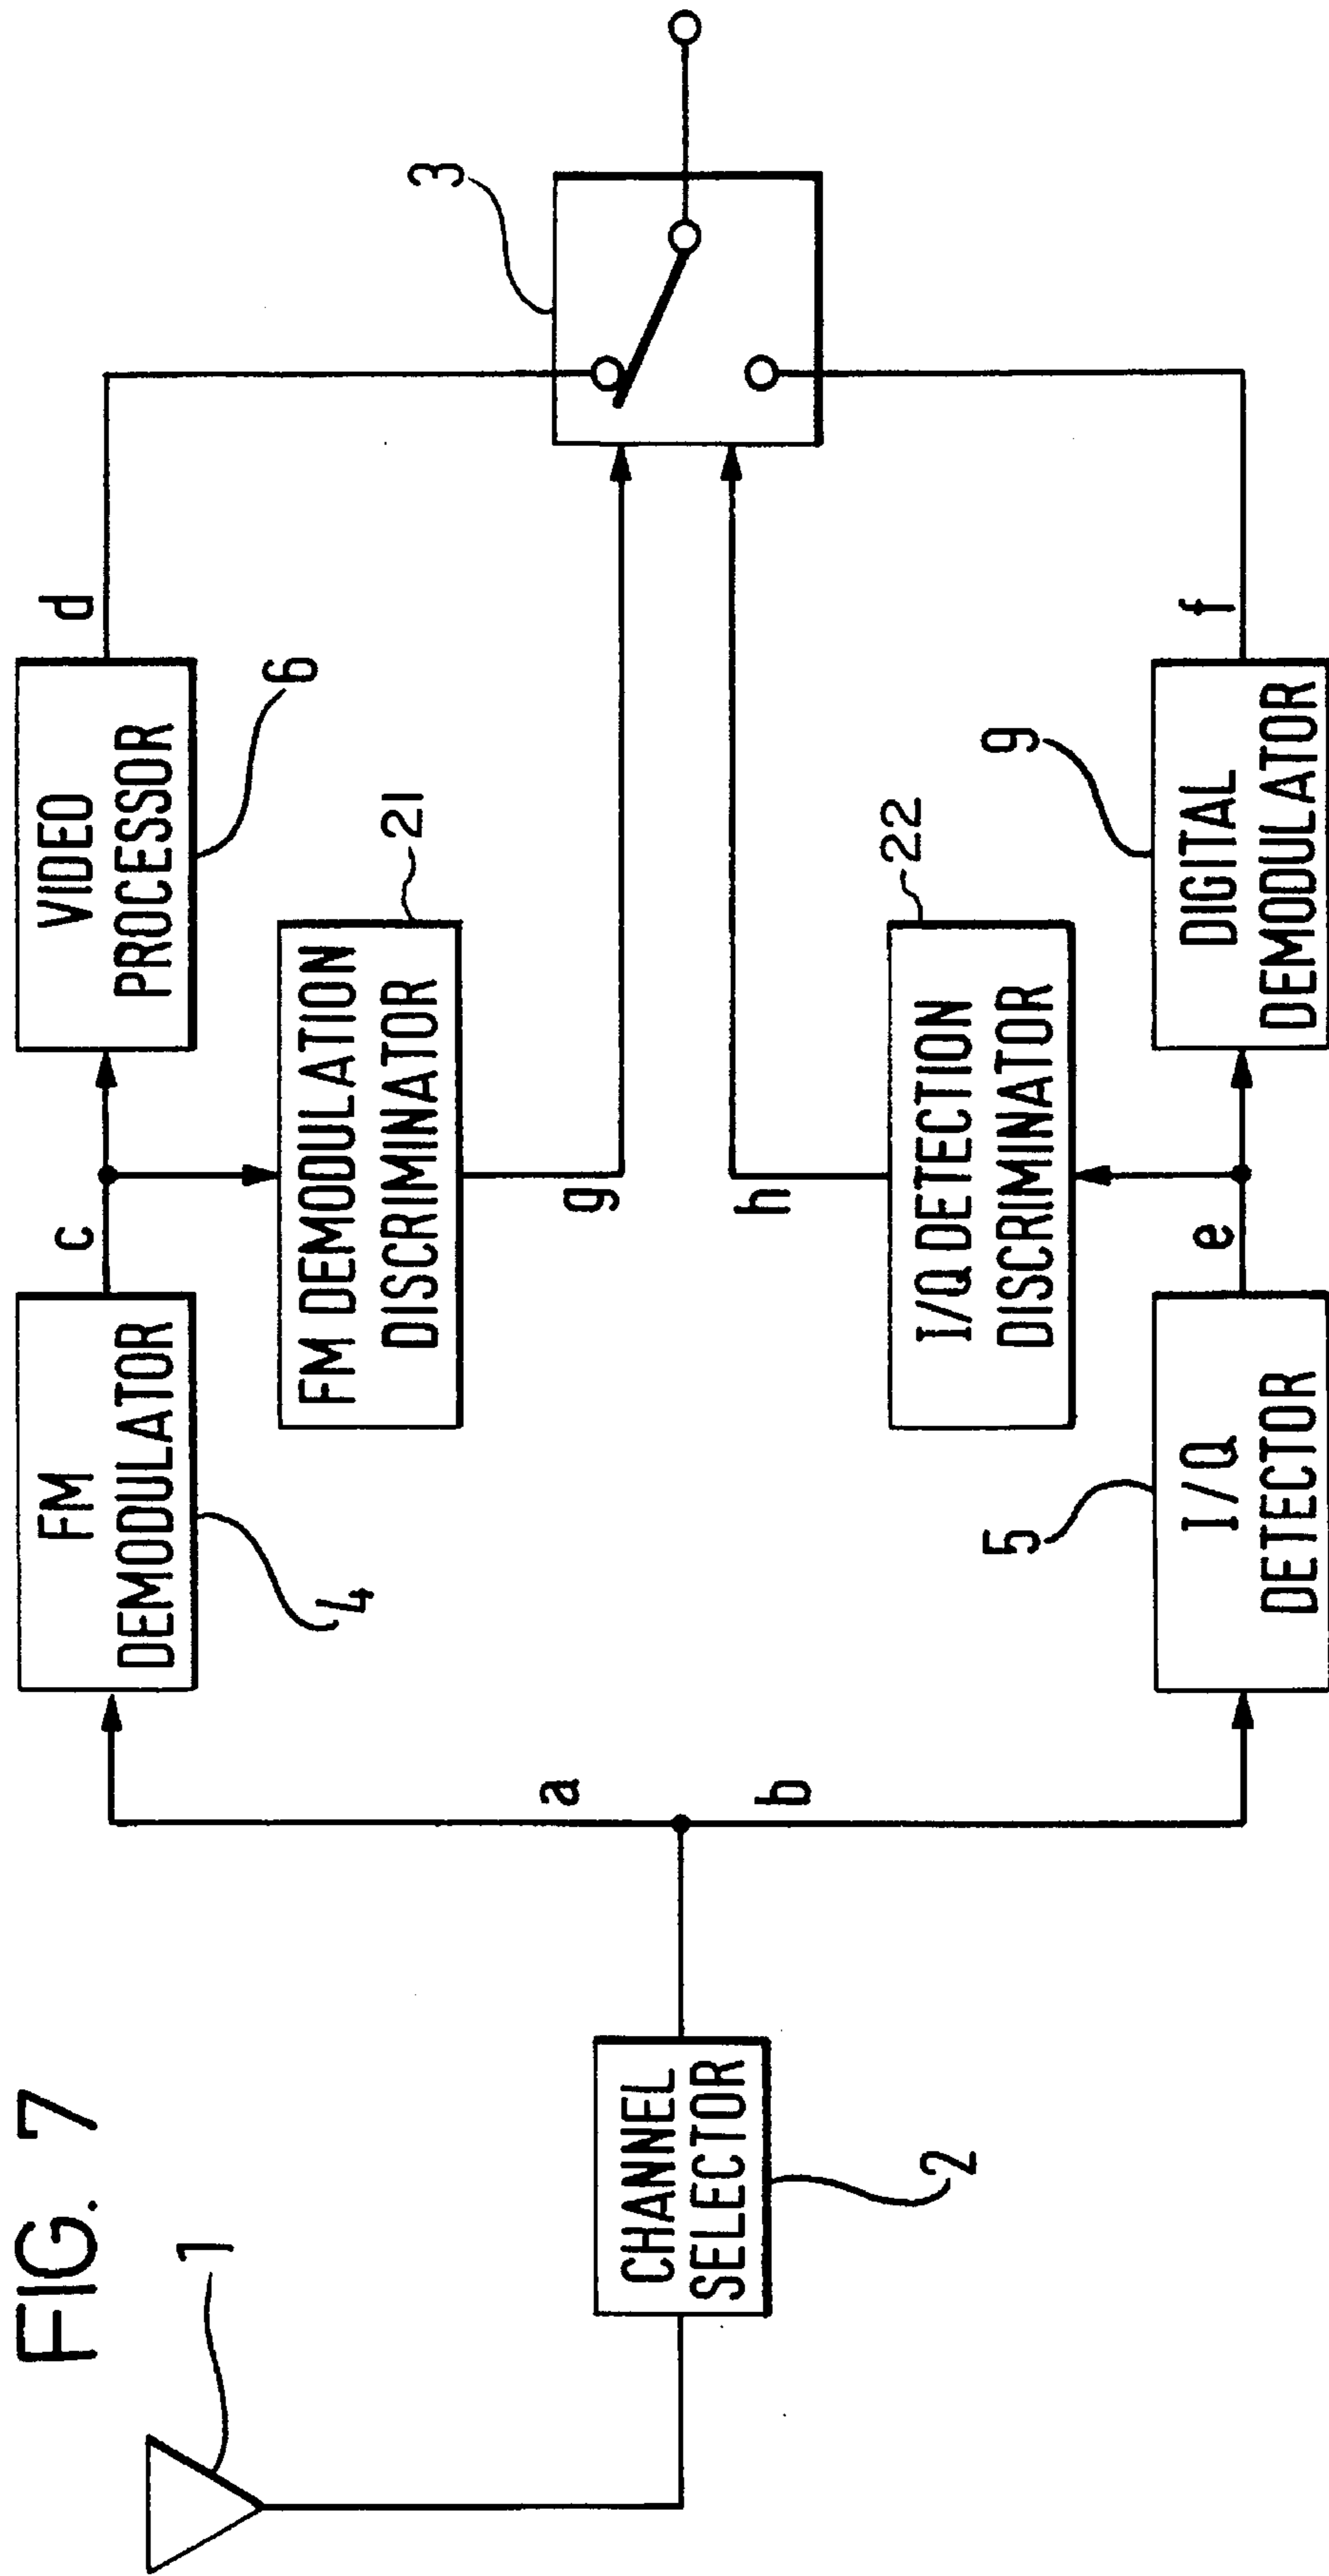 FIG. 7
1
CHANNEL
SELECTOR
2
a
b
FM
DEMODULATOR
4
c
VIDEO
PROCESSOR
6
d
FM DEMODULATION
DISCRIMINATOR
21
g
3
h
I/Q DETECTION
DISCRIMINATOR
22
I/Q
DETECTOR
5
e
DIGITAL
DEMODULATOR
9
f